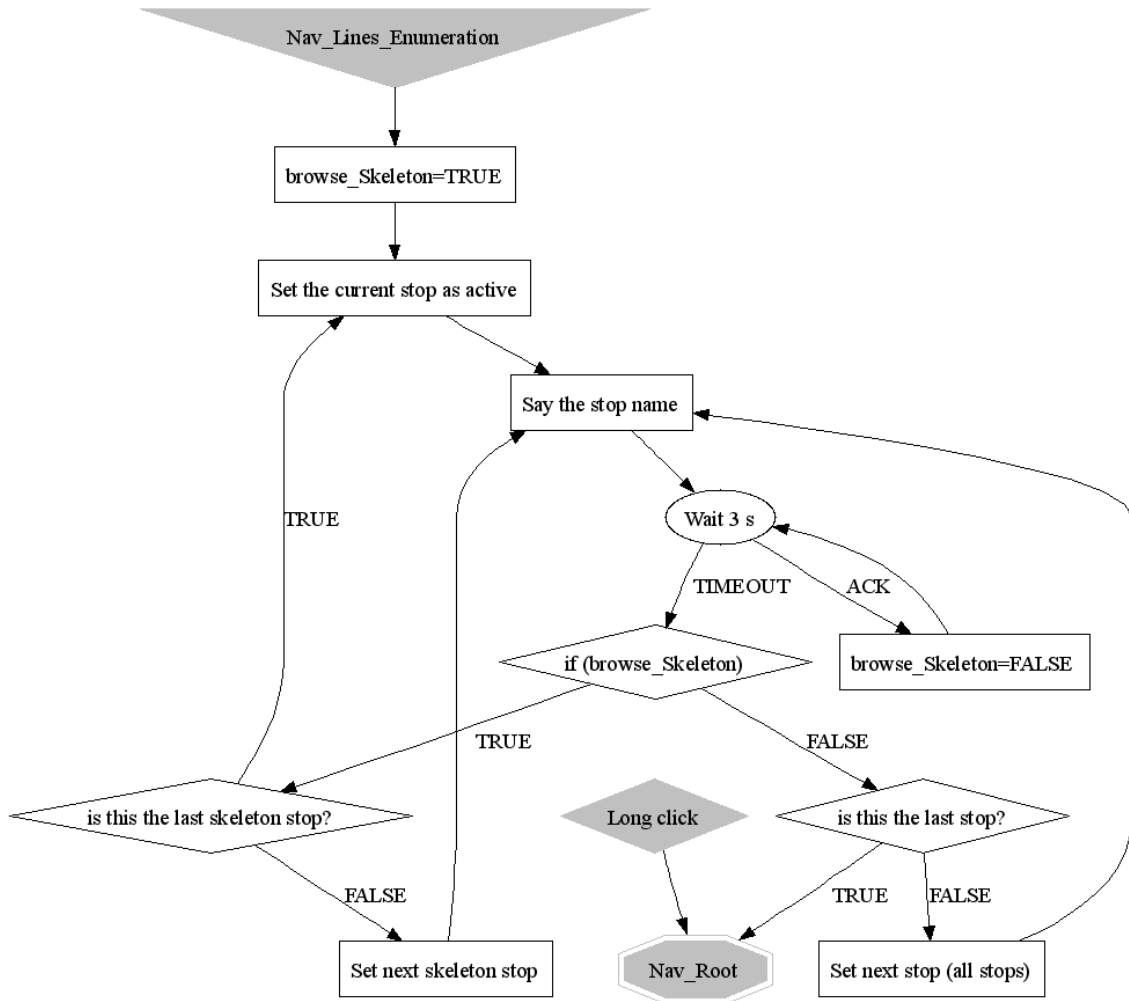 Nav_Lines_Enumeration
browse_Skeleton=TRUE
Set the current stop as active
Say the stop name
TRUE
Wait 3 s
TIMEOUT
ACK
if (browse_Skeleton)
browse_Skeleton=FALSE
TRUE
FALSE
is this the last skeleton stop?
Long click
is this the last stop?
FALSE
TRUE
FALSE
Set next skeleton stop
Nav_Root
Set next stop (all stops)